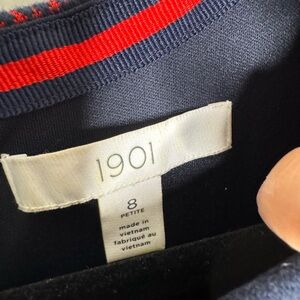 1901
8
PETITE
made in
vietnam
fabriqué au
vietnam